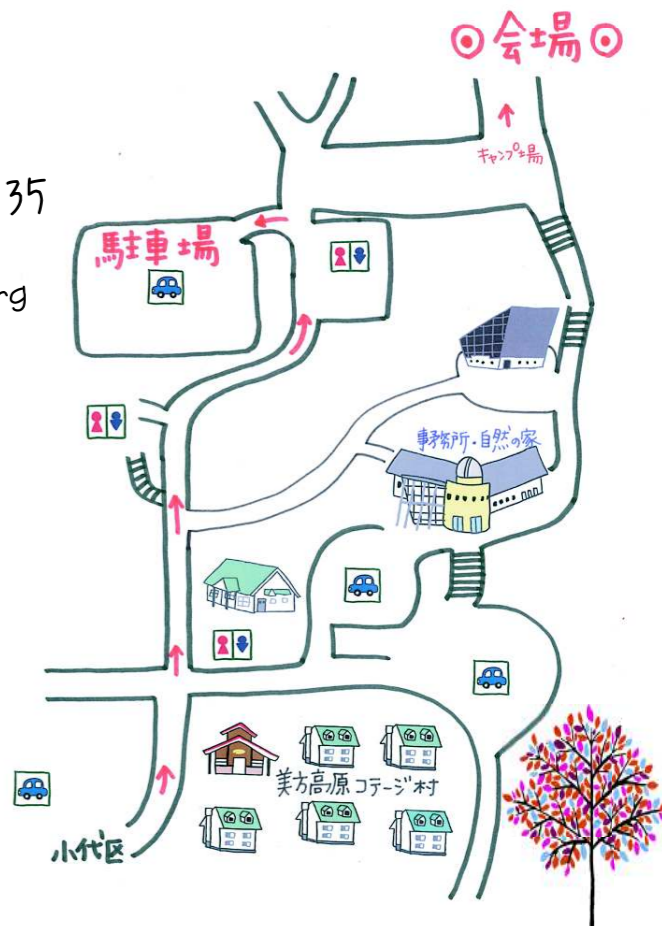 ◎会場◎
キャンプ場
35
駐車場
rg
事務所・自然の家
美方高原コテージ村
小代区